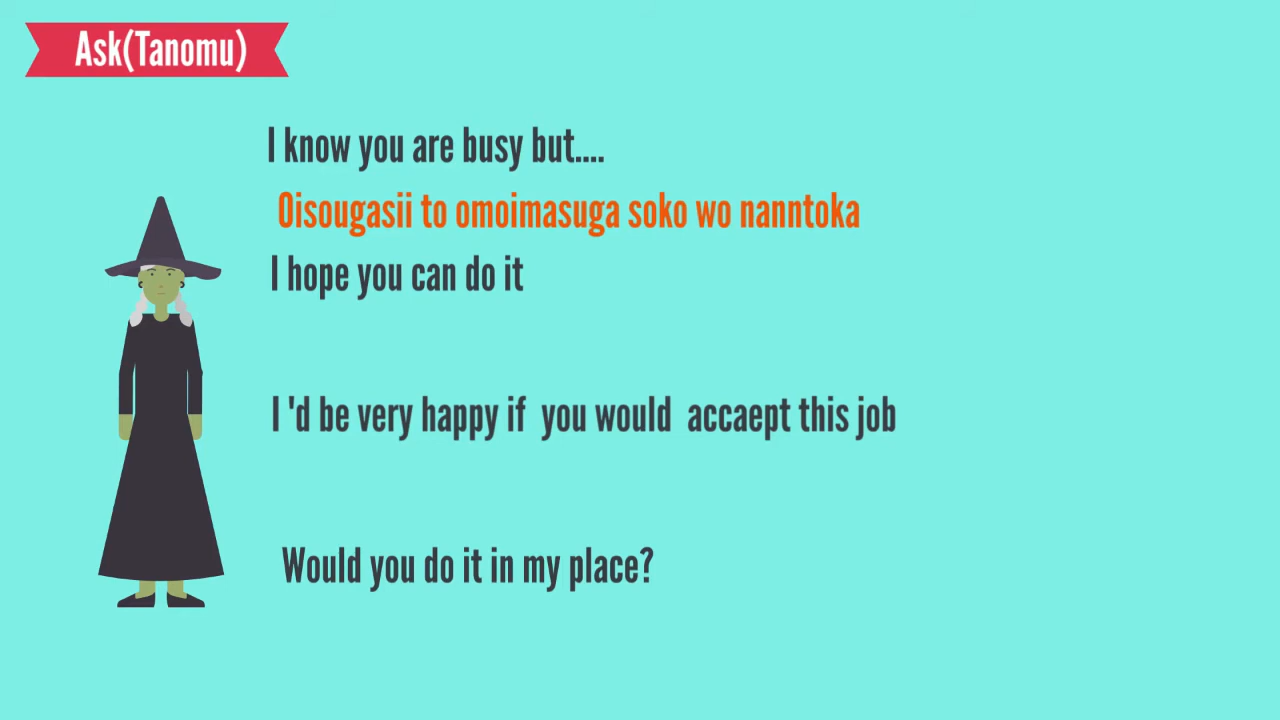 Ask(Tanomu)
I know you are busy but....
Oisougasii to omoimasuga soko wo nanntoka
I hope you can do it
I 'd be very happy if you would accaept this job
Would you do it in my place?